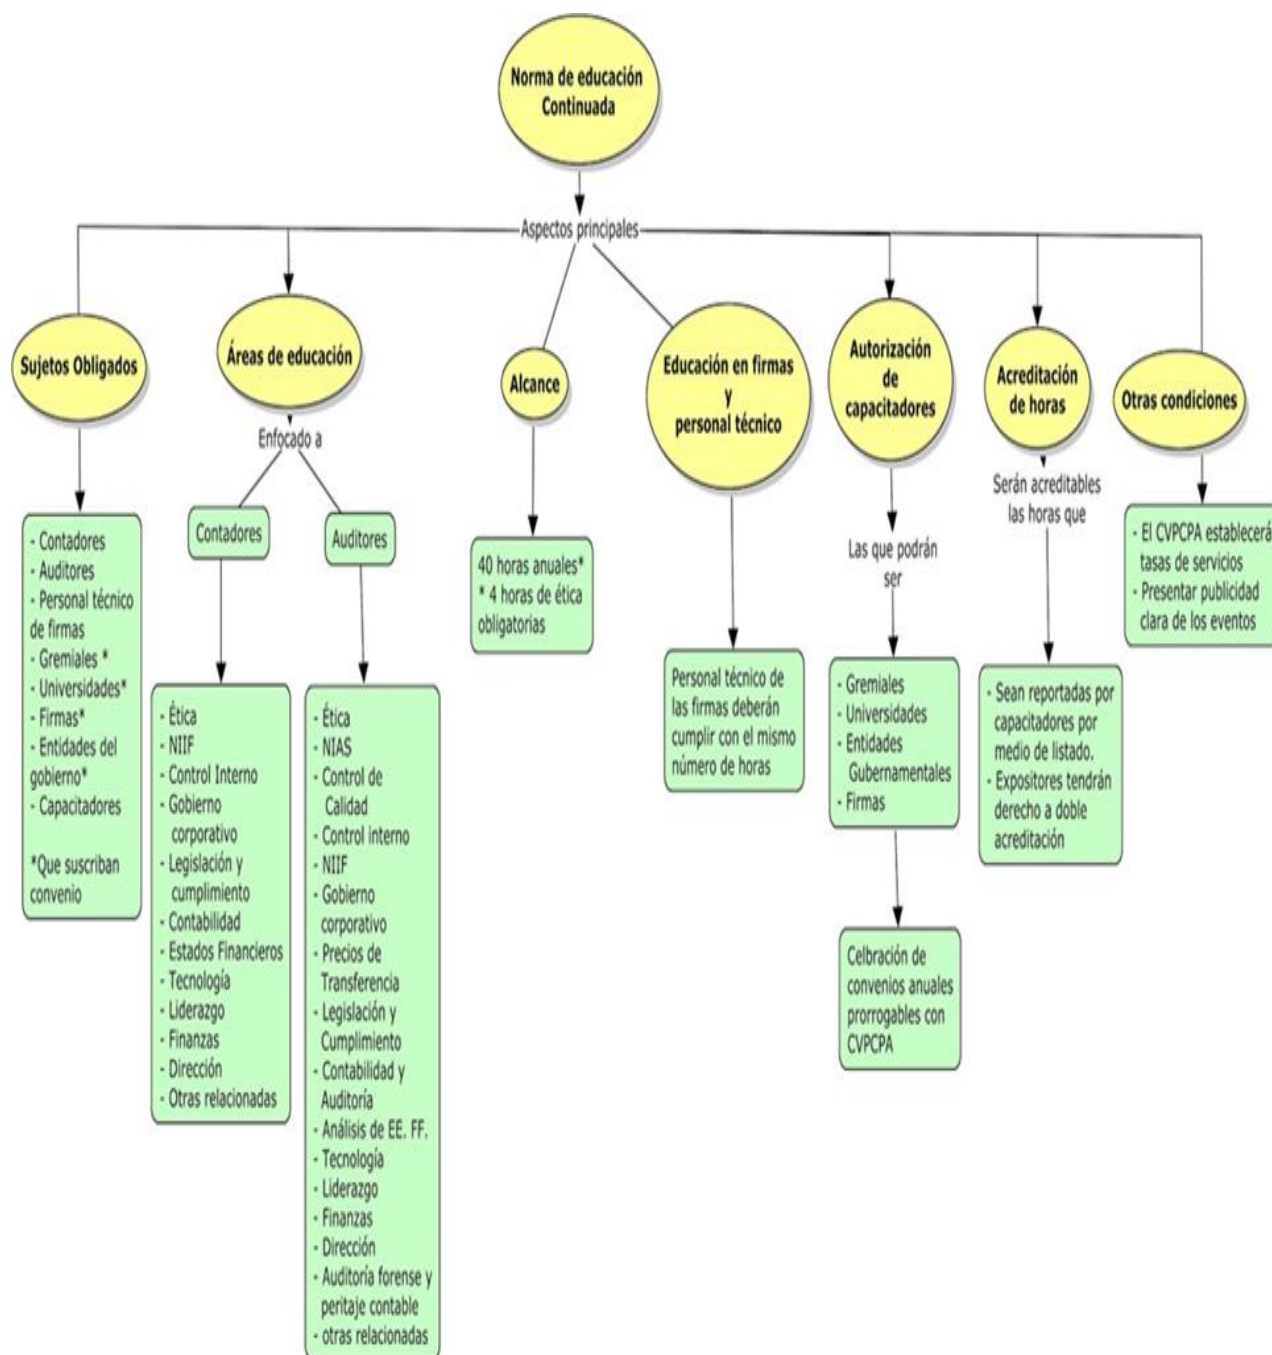 Norma de educación
Continuada
Aspectos principales
Sujetos Obligados
- Contadores
- Auditores
- Personal técnico
de firmas
- Gremiales *
- Universidades*
- Firmas*
- Entidades del
gobierno*
- Capacitadores
*Que suscriban
convenio
Áreas de educación
Enfocado a
Contadores
- Ética
- NIIF
- Control Interno
- Gobierno
corporativo
- Legislación y
cumplimiento
- Contabilidad
- Estados Financieros
- Tecnología
- Liderazgo
- Finanzas
- Dirección
- Otras relacionadas
Auditores
- Ética
- NIAS
- Control de
Calidad
- Control interno
- NIIF
- Gobierno
corporativo
- Precios de
Transferencia
- Legislación y
Cumplimiento
- Contabilidad y
Auditoría
- Análisis de EE. FF.
- Tecnología
- Liderazgo
- Finanzas
- Dirección
- Auditoría forense y
peritaje contable
- otras relacionadas
Alcance
40 horas anuales*
* 4 horas de ética
obligatorias
Educación en firmas
y
personal técnico
Personal técnico de
las firmas deberán
cumplir con el mismo
número de horas
Autorización
de
capacitadores
Las que podrán
ser
- Gremiales
- Universidades
- Entidades
Gubernamentales
- Firmas
Celbración de
convenios anuales
prorrogables con
CVPCPA
Acreditación
de horas
Serán acreditables
las horas que
- Sean reportadas por
capacitadores por
medio de listado.
- Expositores tendrán
derecho a doble
acreditación
Otras condiciones
- El CVPCPA establecerá
tasas de servicios
- Presentar publicidad
clara de los eventos